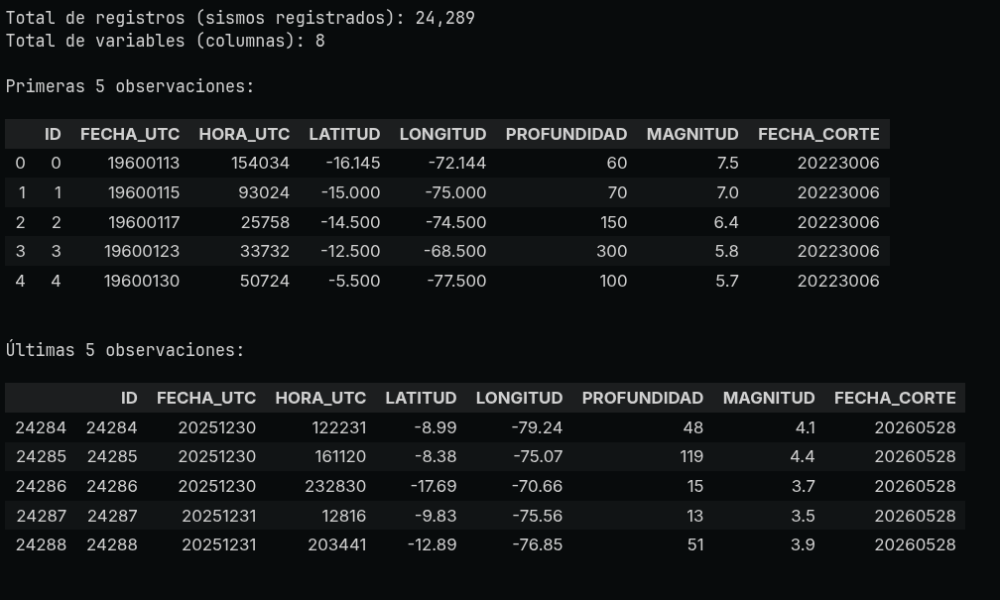 Total de registros (sismos registrados): 24,289
Total de variables (columnas): 8
Primeras 5 observaciones:
ID FECHA_UTC HORA_UTC LATITUD LONGITUD PROFUNDIDAD MAGNITUD FECHA_CORTE
0 0 19600113 154034 -16.145 -72.144 60 7.5 20223006
1 1 19600115 93024 -15.000 -75.000 70 7.0 20223006
2 2 19600117 25758 -14.500 -74.500 150 6.4 20223006
3 3 19600123 33732 -12.500 -68.500 300 5.8 20223006
4 4 19600130 50724 -5.500 -77.500 100 5.7 20223006
Últimas 5 observaciones:
ID FECHA_UTC HORA_UTC LATITUD LONGITUD PROFUNDIDAD MAGNITUD FECHA_CORTE
24284 24284 20251230 122231 -8.99 -79.24 48 4.1 20260528
24285 24285 20251230 161120 -8.38 -75.07 119 4.4 20260528
24286 24286 20251230 232830 -17.69 -70.66 15 3.7 20260528
24287 24287 20251231 12816 -9.83 -75.56 13 3.5 20260528
24288 24288 20251231 203441 -12.89 -76.85 51 3.9 20260528